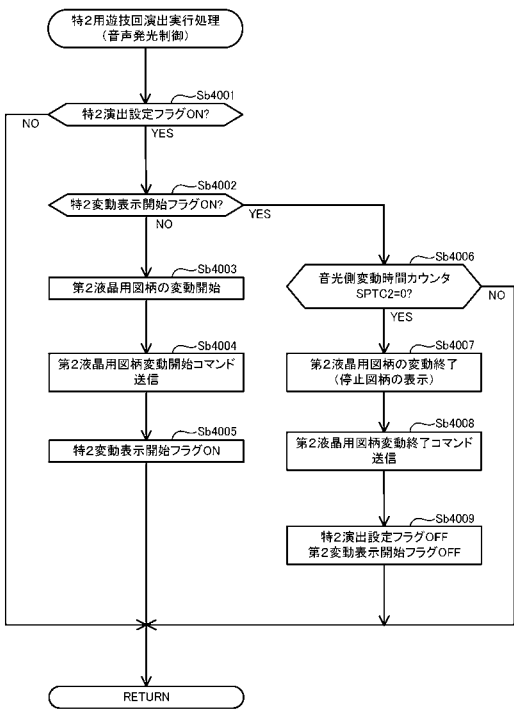 特2用遊技回演出実行処理
(音声発光制御)
Sb4001
特2演出設定フラグON?
NO
YES
Sb4002
特2変動表示開始フラグON?
YES
NO
Sb4003
第2液晶用図柄の変動開始
Sb4004
第2液晶用図柄変動開始コマンド
送信
Sb4005
特2変動表示開始フラグON
Sb4006
音光側変動時間カウンタ
SPTC2=0?
NO
YES
Sb4007
第2液晶用図柄の変動終了
(停止図柄の表示)
Sb4008
第2液晶用図柄変動終了コマンド
送信
Sb4009
特2演出設定フラグOFF
第2変動表示開始フラグOFF
RETURN